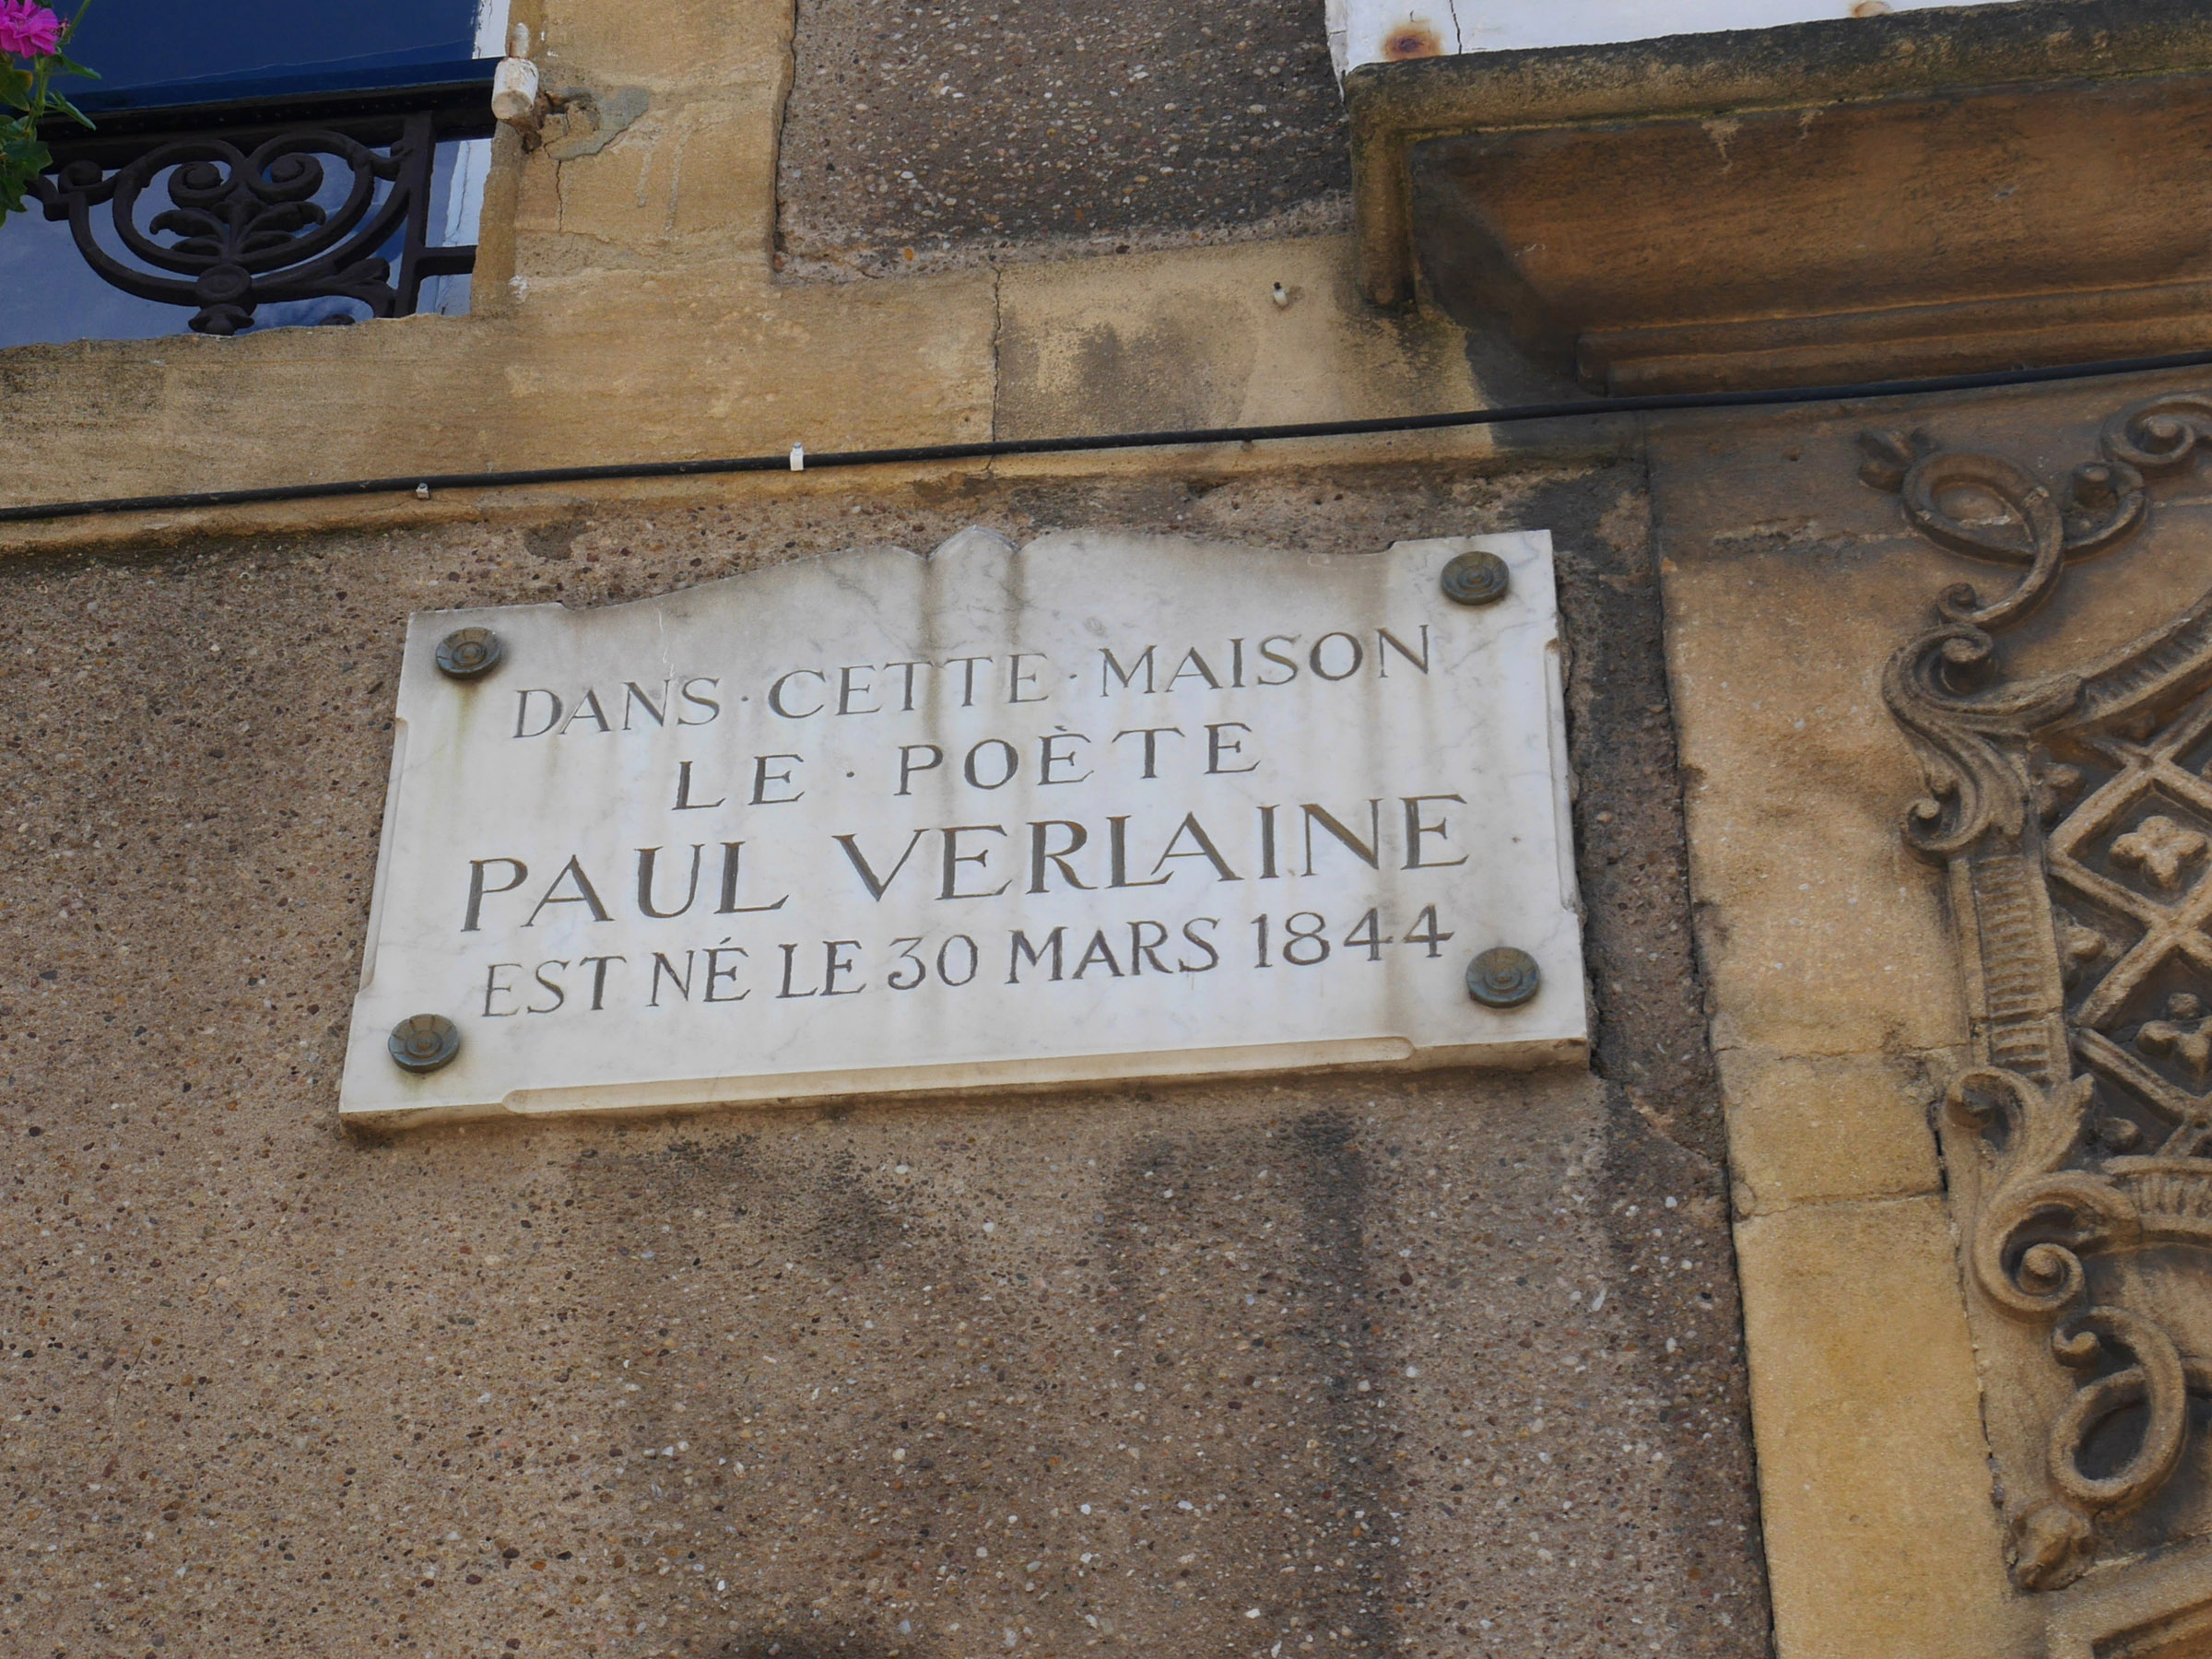 DANS · CETTE · MAISON
LE · POÈTE
PAUL VERLAINE
EST NÉ LE 30 MARS 1844